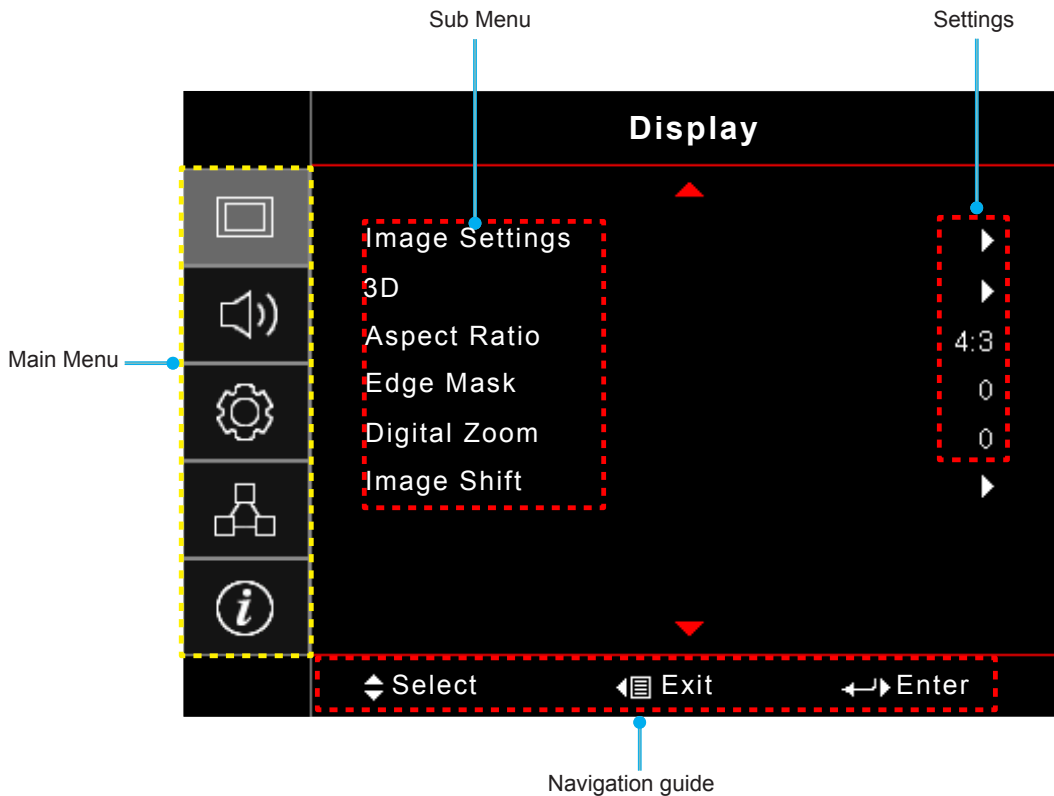 Sub Menu
Settings
Display
Image Settings
3D
Aspect Ratio 4:3
Main Menu
Edge Mask 0
Digital Zoom 0
Image Shift
i
Select Exit Enter
Navigation guide